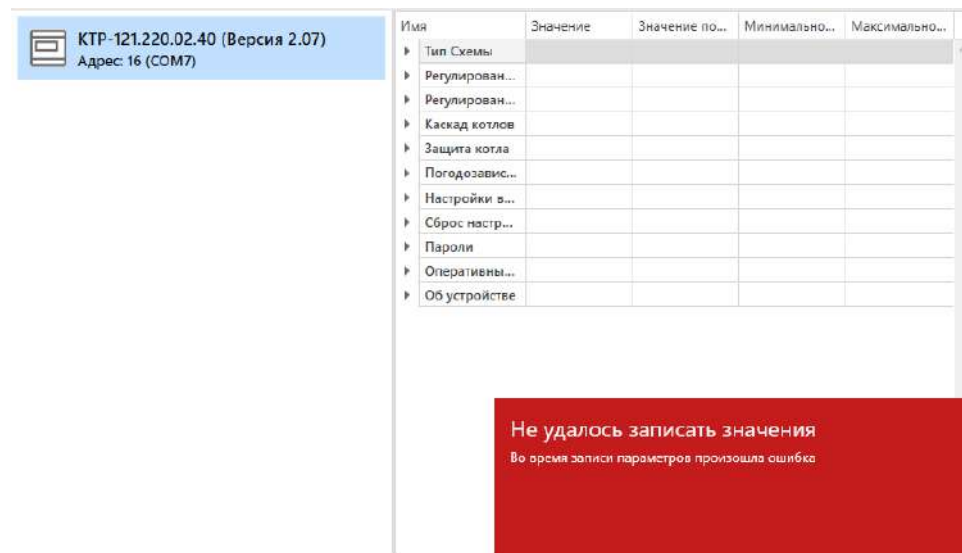 КТР-121.220.02.40 (Версия 2.07)
Адрес: 16 (COM7)
Имя Значение Значение по... Минимально... Максимально...
Тип Схемы
Регулирован...
Регулирован...
Каскад котлов
Защита котла
Погодозавис...
Настройки в...
Сброс настр...
Пароли
Оперативны...
Об устройстве
Не удалось записать значения
Во время записи параметров произошла ошибка